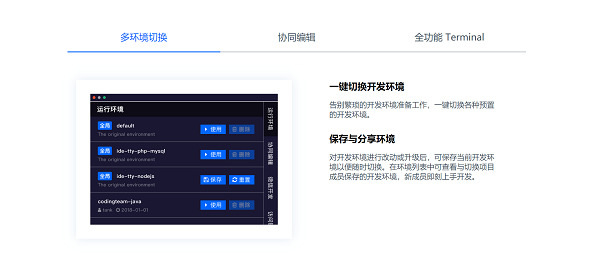 多环境切换
协同编辑
全功能 Terminal
运行环境
全局 default
The original environment
使用 删除
全局 ide-tty-php-mysql
The original environment
使用 删除
全局 ide-tty-nodejs
The original environment
保存 重置
codingteam-java
tank 2018-01-01
使用 删除
运行环境
协同编辑
一键切换开发环境
告别繁琐的开发环境准备工作，一键切换各种预置
的开发环境。
保存与分享环境
对开发环境进行改动或升级后，可保存当前开发环
境以便随时切换。在环境列表中可查看与切换项目
成员保存的开发环境，新成员即刻上手开发。